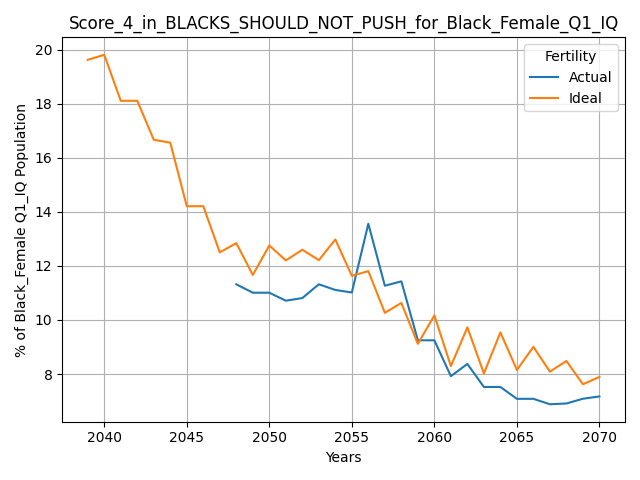 Score_4_in_BLACKS_SHOULD_NOT_PUSH_for_Black_Female_Q1_IQ
Fertility
Actual
Ideal
% of Black_Female Q1_IQ Population
20
18
16
14
12
10
8
2040 2045 2050 2055 2060 2065 2070
Years